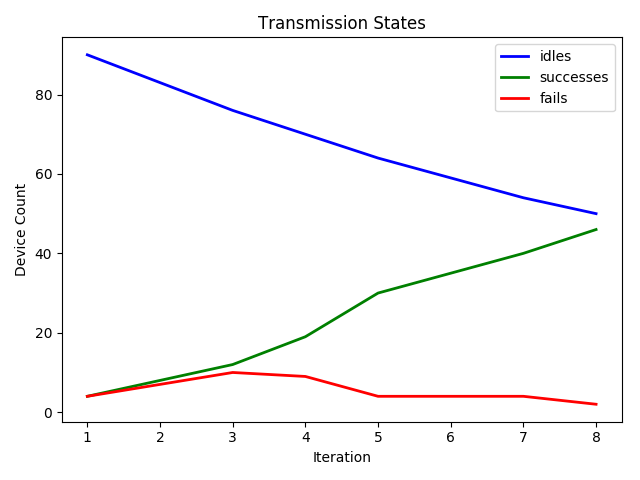 Transmission States
idles
successes
fails
80
60
40
20
0
Device Count
1 2 3 4 5 6 7 8
Iteration